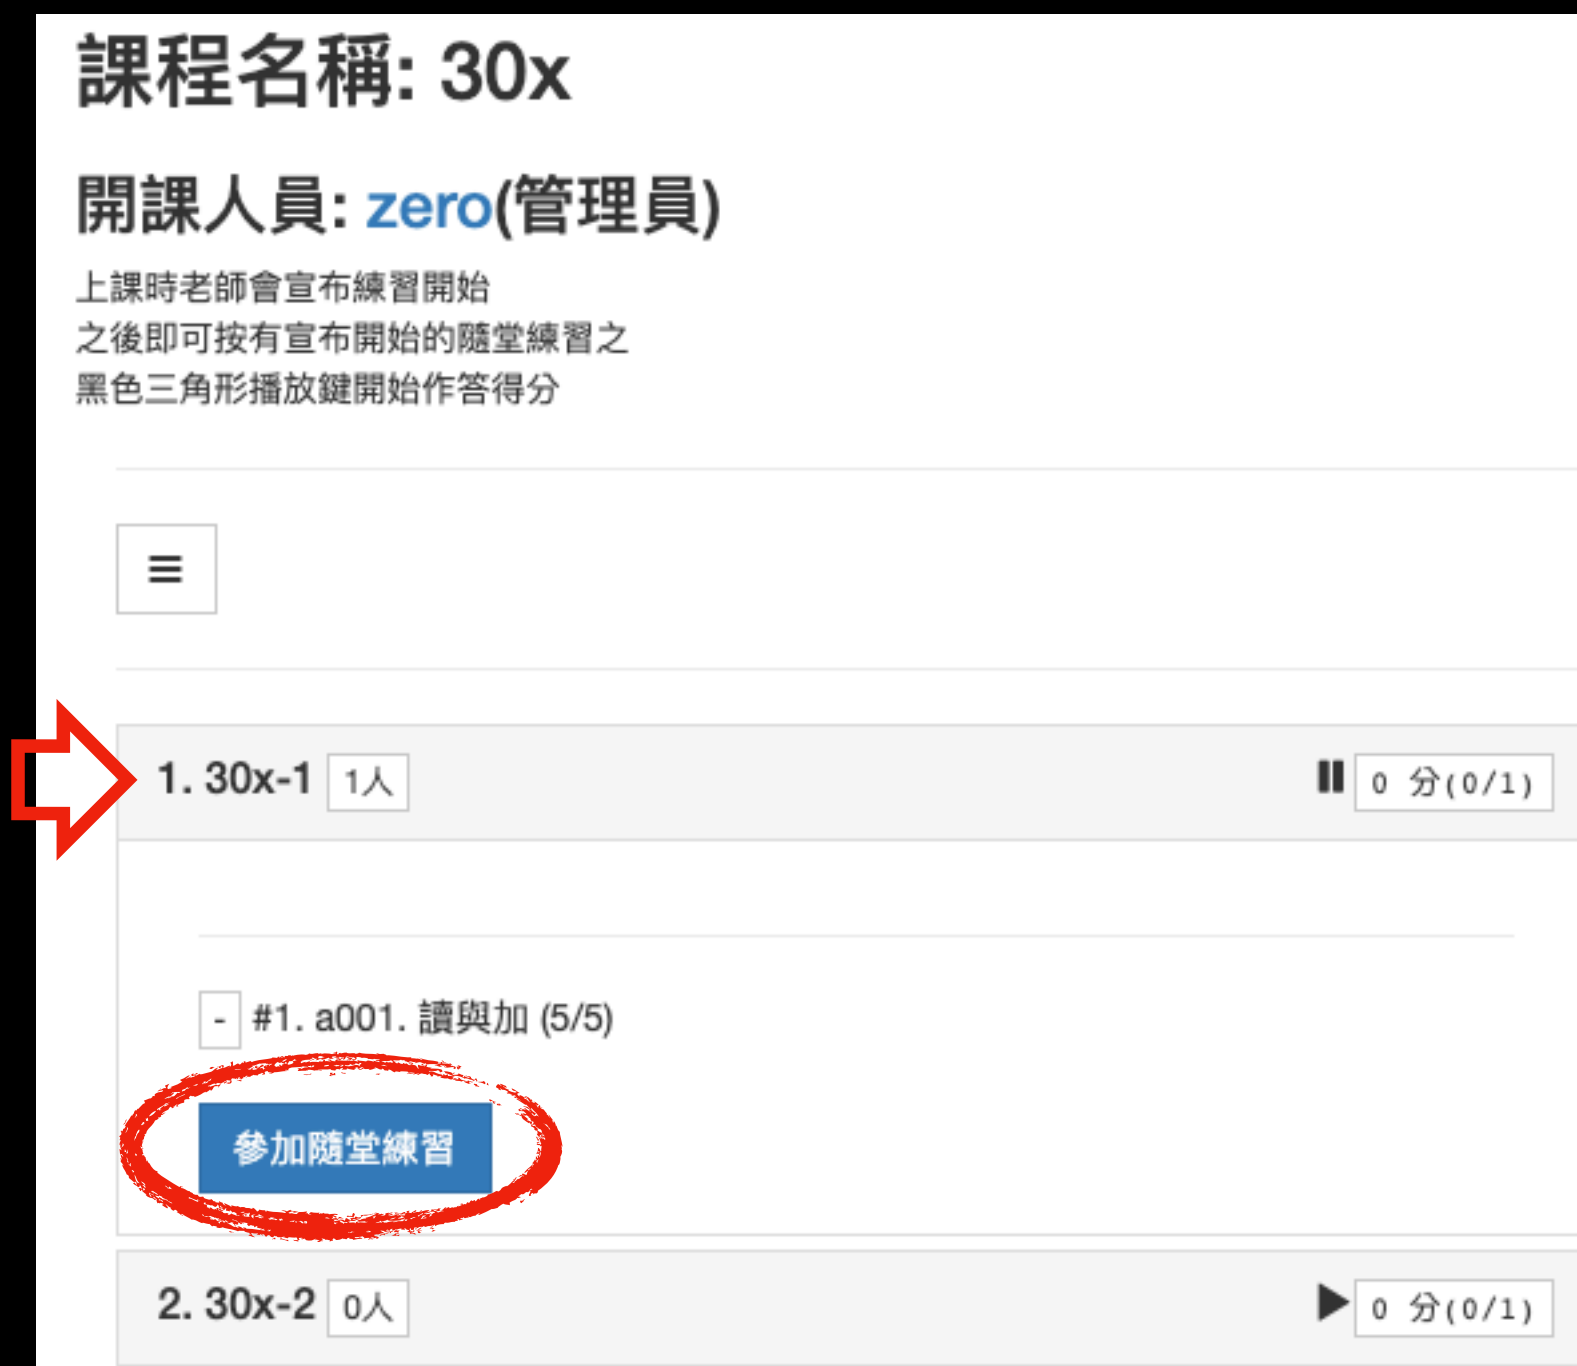 課程名稱: 30x
開課人員: zero(管理員)
上課時老師會宣布練習開始
之後即可按有宣布開始的隨堂練習之
黑色三角形播放鍵開始作答得分
1. 30x-1 1人 0 分(0/1)
- #1. a001. 讀與加 (5/5)
參加隨堂練習
2. 30x-2 0人 0 分(0/1)